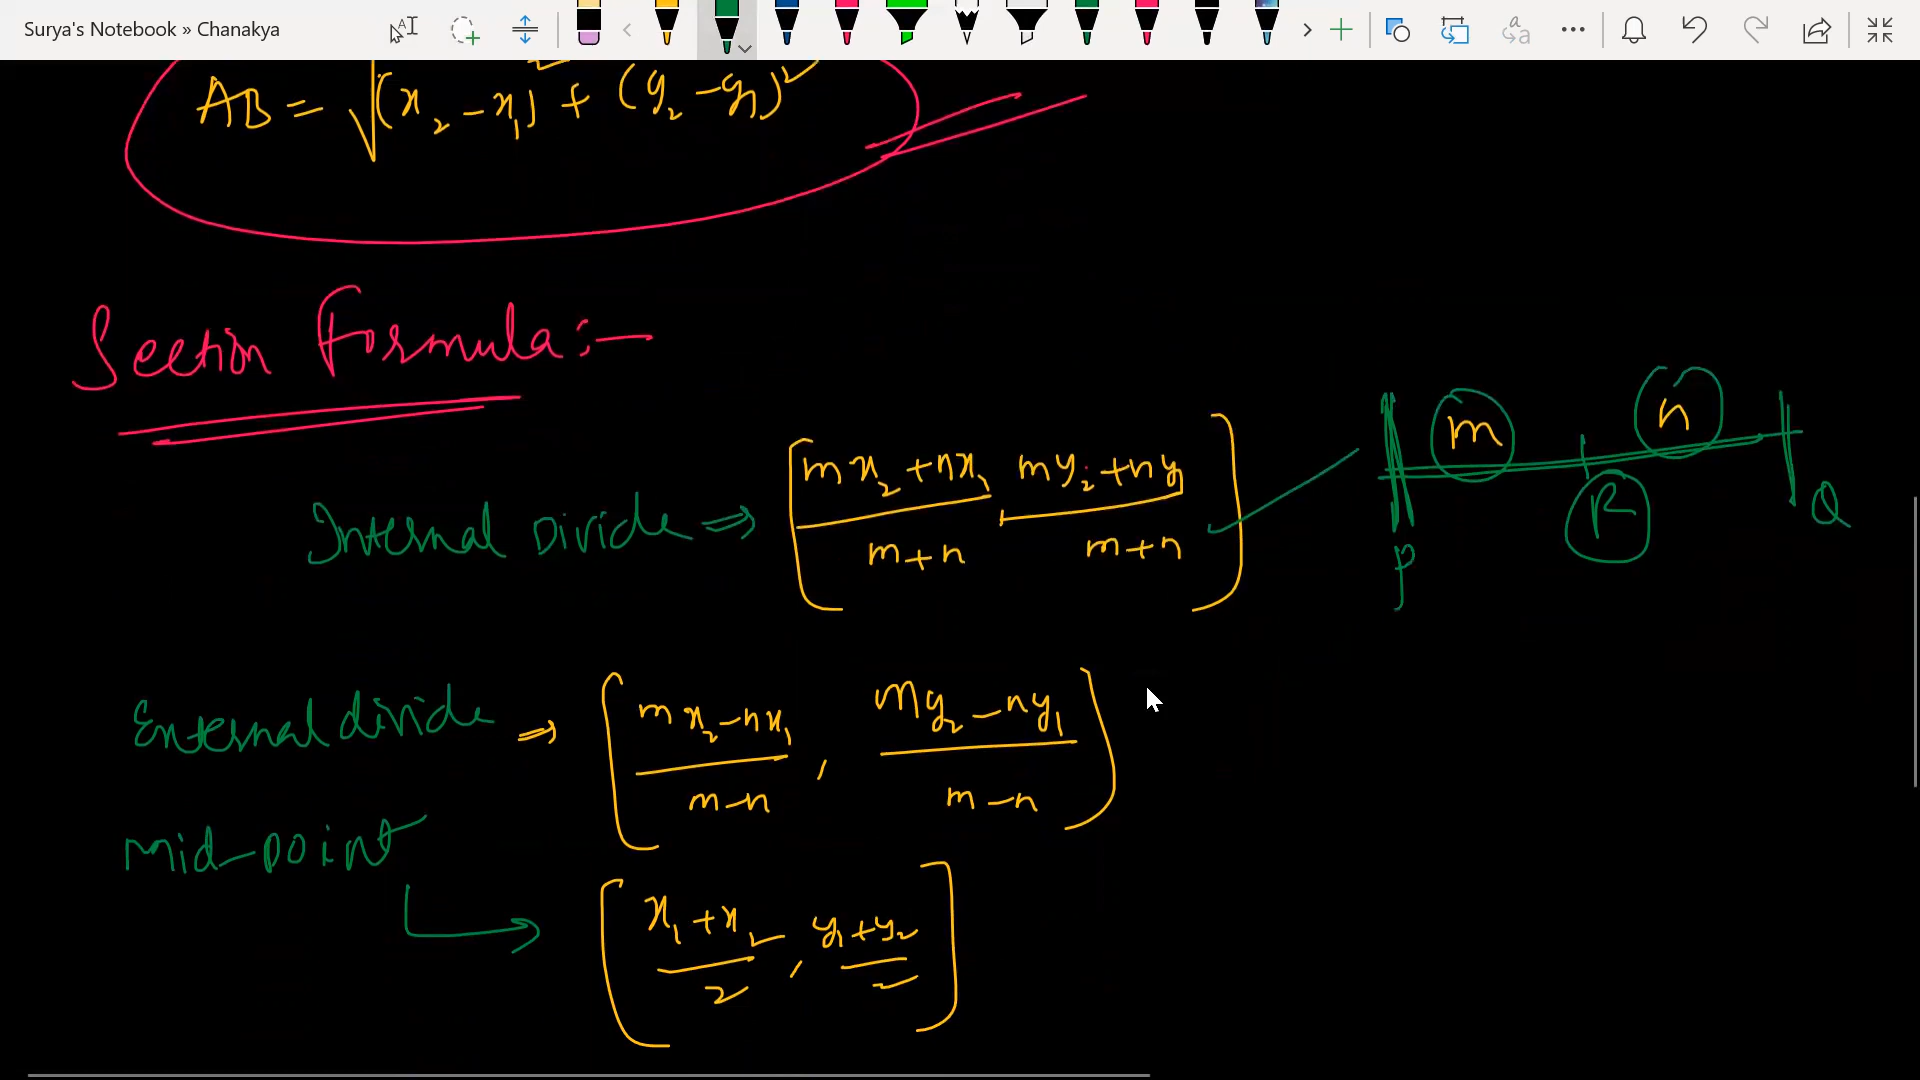 Surya's Notebook » Chanakya
AB = √(x₂ - x₁)² + (y₂ - y₁)²
Section Formula :-
m n
Internal Divide ⇒ [mx₂ + nx₁ / m + n , my₂ + ny₁ / m + n]
R Q
P
External divide ⇒ (mx₂ - nx₁ / m - n , my₂ - ny₁ / m - n)
mid-point
[x₁ + x₂ / 2 , y₁ + y₂ / 2]